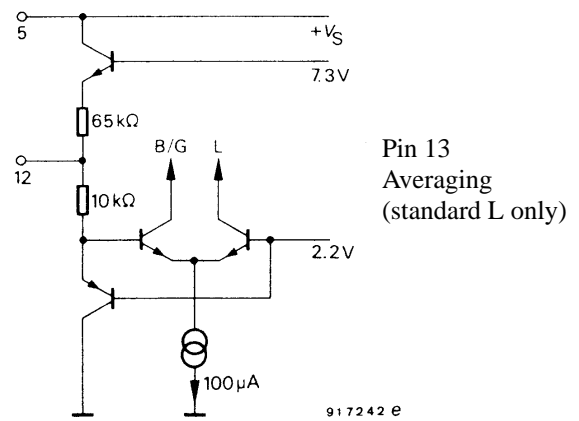 5
+VS
7.3V
65kΩ
B/G
L
Pin 13
12
Averaging
(standard L only)
10kΩ
2.2V
100µA
917242 e